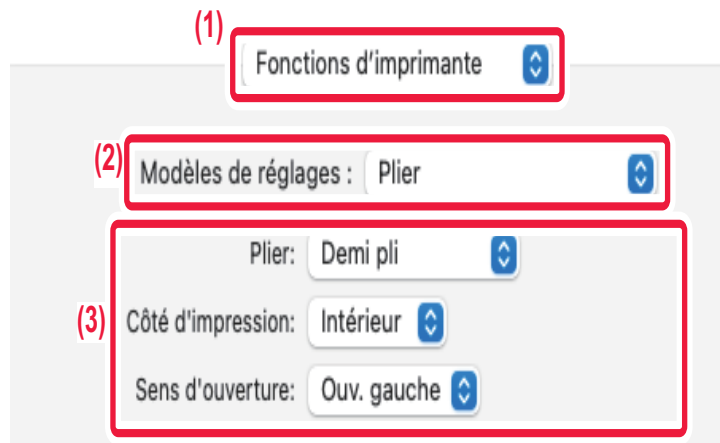 (1)
Fonctions d’imprimante
(2) Modèles de réglages : Plier
Plier: Demi pli
(3) Côté d'impression: Intérieur
Sens d'ouverture: Ouv. gauche